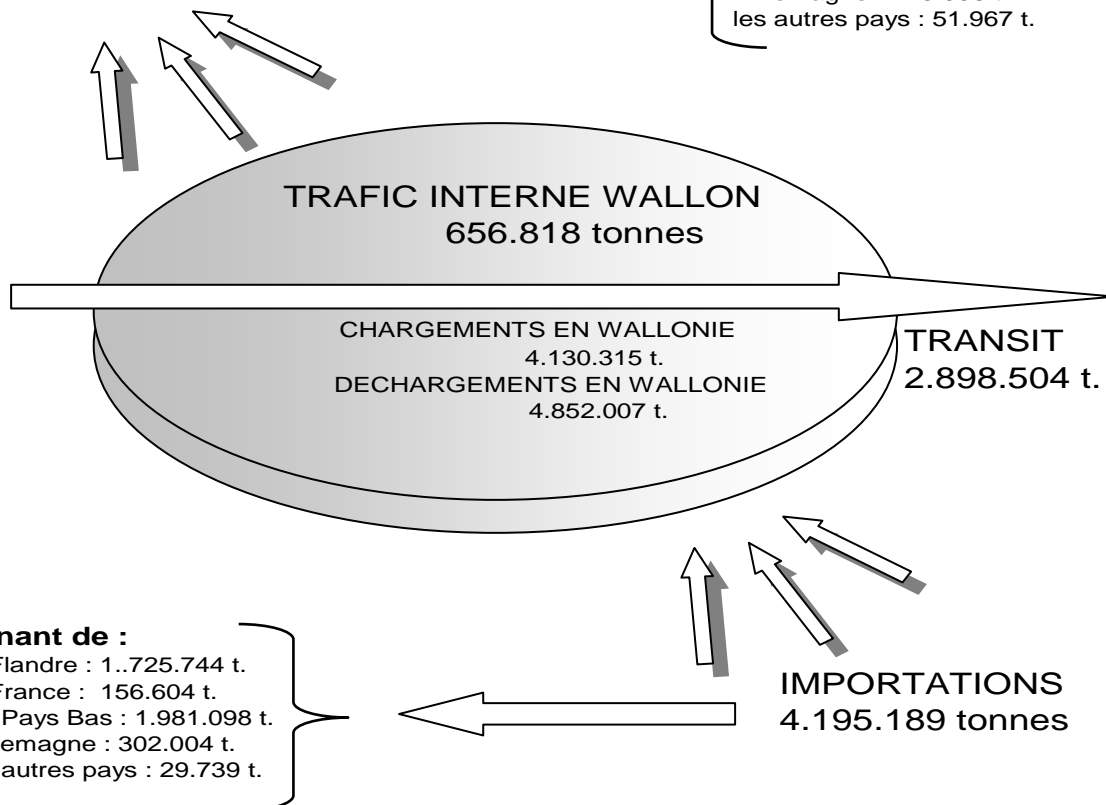 les autres pays : 51.967 t.
TRAFIC INTERNE WALLON
656.818 tonnes
CHARGEMENTS EN WALLONIE
4.130.315 t.
DECHARGEMENTS EN WALLONIE
4.852.007 t.
TRANSIT
2.898.504 t.
nant de :
Flandre : 1..725.744 t.
France : 156.604 t.
Pays Bas : 1.981.098 t.
emagne : 302.004 t.
autres pays : 29.739 t.
IMPORTATIONS
4.195.189 tonnes